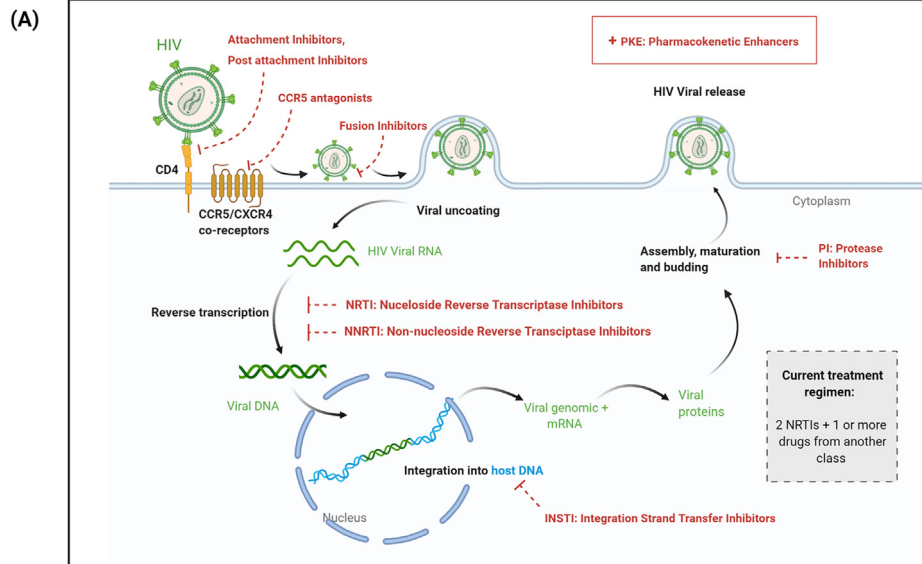 (A)
HIV
Attachment Inhibitors,
Post attachment Inhibitors
CCR5 antagonists
Fusion Inhibitors
+ PKE: Pharmacokenetic Enhancers
HIV Viral release
CD4
CCR5/CXCR4
co-receptors
Cytoplasm
Viral uncoating
HIV Viral RNA
Assembly, maturation
and budding
PI: Protease
Inhibitors
Reverse transcription
NRTI: Nuceloside Reverse Transcriptase Inhibitors
NNRTI: Non-nucleoside Reverse Transciptase Inhibitors
Viral DNA
Viral genomic +
mRNA
Viral
proteins
Current treatment
regimen:
2 NRTIs + 1 or more
drugs from another
class
Integration into host DNA
Nucleus
INSTI: Integration Strand Transfer Inhibitors